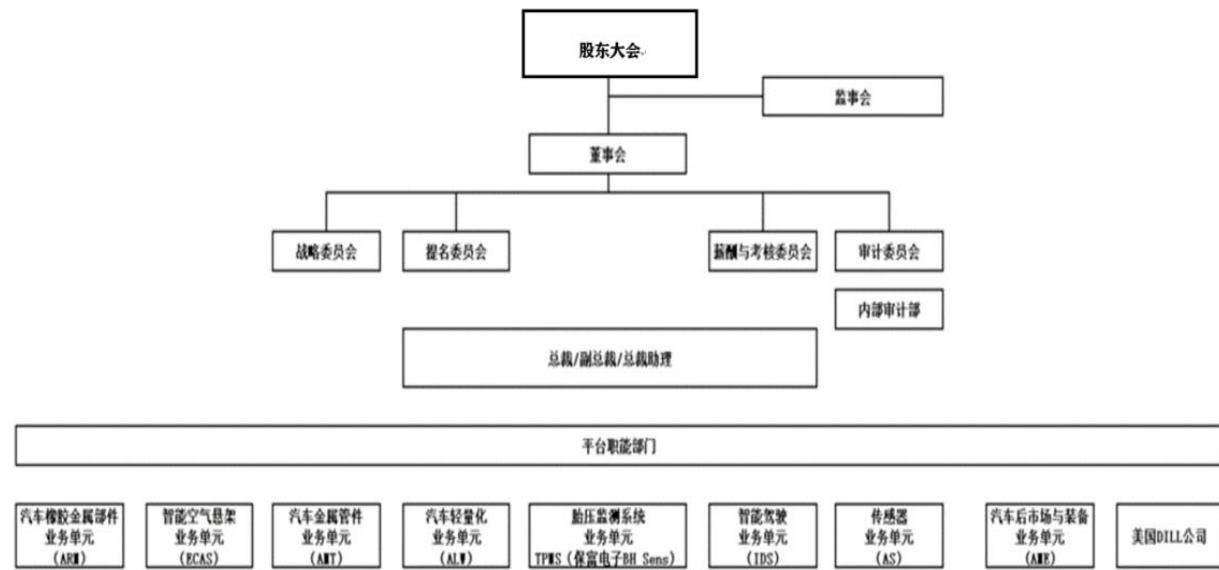 股东大会
监事会
董事会
战略委员会
提名委员会
薪酬与考核委员会
审计委员会
内部审计部
总裁/副总裁/总裁助理
平台职能部门
汽车橡胶金属部件
业务单元
(ARM)
智能空气悬架
业务单元
(ECAS)
汽车金属管件
业务单元
(AMT)
汽车轻量化
业务单元
(ALW)
胎压监测系统
业务单元
TPMS (保富电子BH Sens)
智能驾驶
业务单元
(IDS)
传感器
业务单元
(AS)
汽车后市场与装备
业务单元
(AME)
美国DILL公司